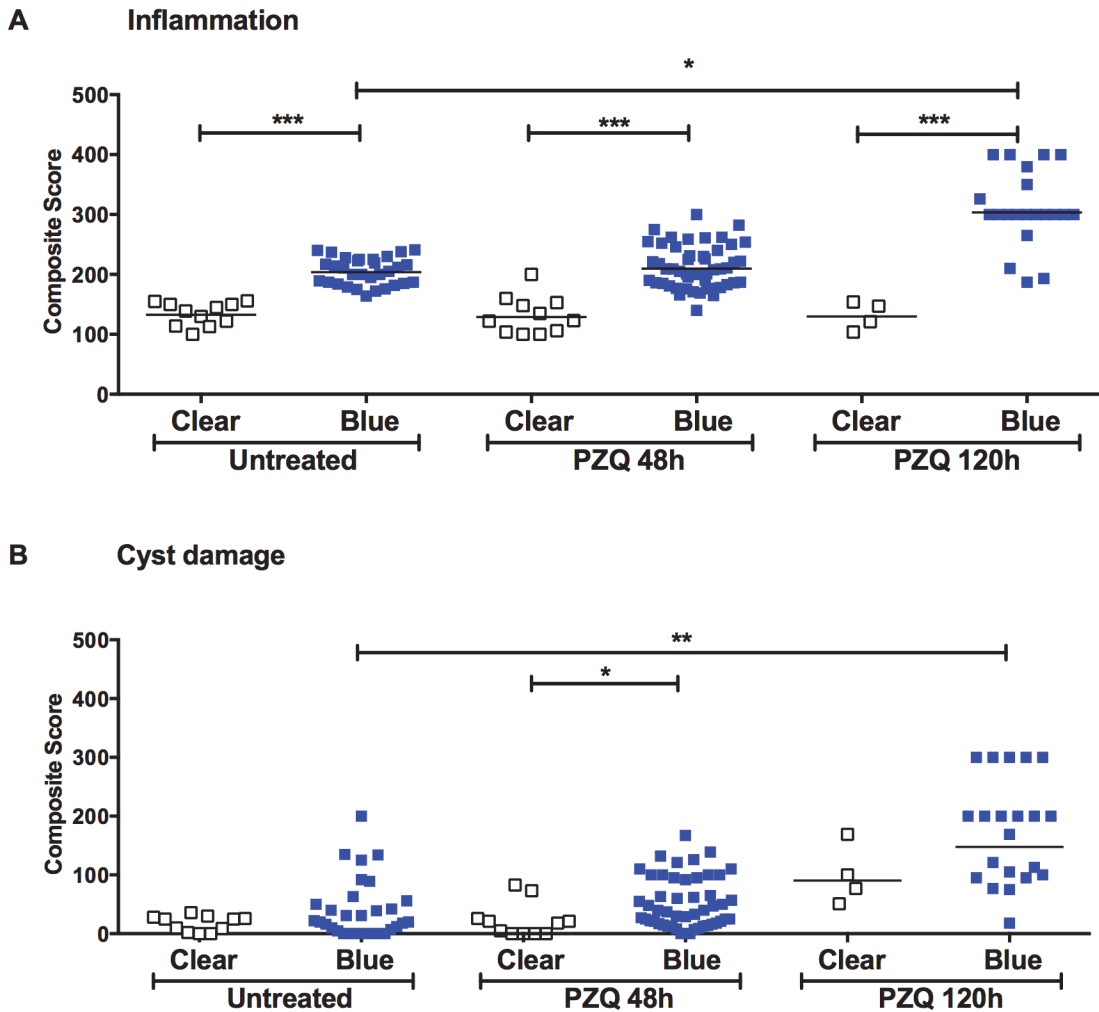 A Inflammation
*
500
*** *** ***
400
300
200
100
0
Composite Score
Clear Blue Clear Blue Clear Blue
Untreated PZQ 48h PZQ 120h
B Cyst damage
500
**
*
400
300
200
100
0
Composite Score
Clear Blue Clear Blue Clear Blue
Untreated PZQ 48h PZQ 120h